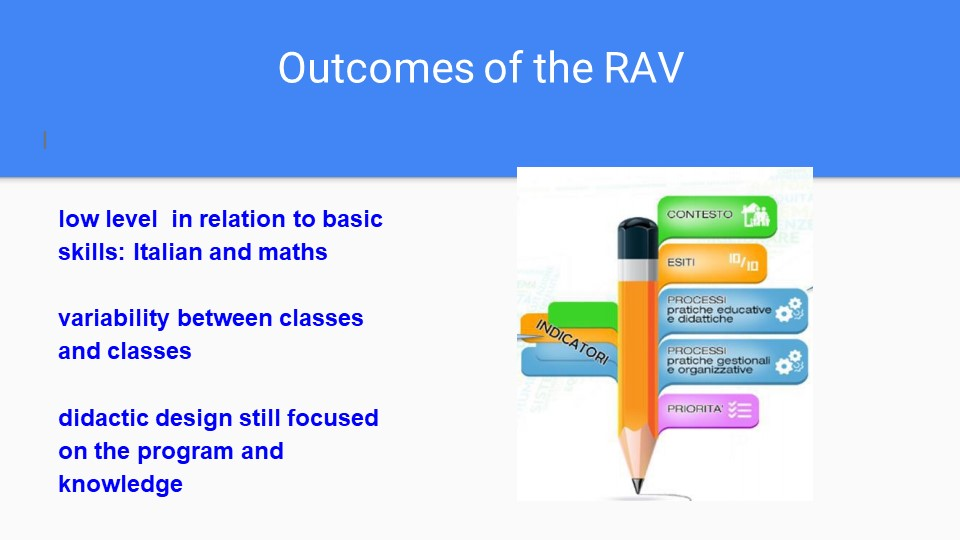 Outcomes of the RAV
low level  in relation to basic
skills: Italian and maths
variability between classes
and classes
didactic design still focused
on the program and
knowledge
CONTESTO
ESITI 10/10
INDICATORI
PROCESSI
pratiche educative
e didattiche
PROCESSI
pratiche gestionali
e organizzative
PRIORITA'